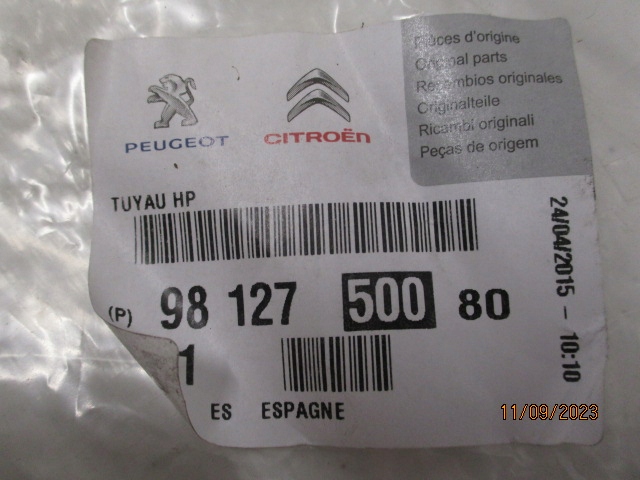 PEUGEOT
CITROËN
Pièces d'origine
Original parts
Recambios originales
Originalteile
Ricambi originali
Peças de origem
TUYAU HP
(P) 98 127 500 80
1
ES ESPAGNE
24/04/2015 - 10:10
11/09/2023